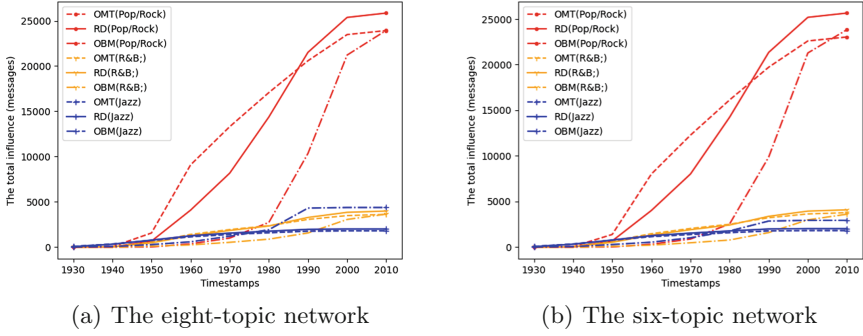 The total influence (messages)
25000
20000
15000
10000
5000
0
OMT(Pop/Rock)
RD(Pop/Rock)
OBM(Pop/Rock)
OMT(R&B;)
RD(R&B;)
OBM(R&B;)
OMT(Jazz)
RD(Jazz)
OBM(Jazz)
1930 1940 1950 1960 1970 1980 1990 2000 2010
Timestamps
(a) The eight-topic network
The total influence (messages)
25000
20000
15000
10000
5000
0
OMT(Pop/Rock)
RD(Pop/Rock)
OBM(Pop/Rock)
OMT(R&B;)
RD(R&B;)
OBM(R&B;)
OMT(Jazz)
RD(Jazz)
OBM(Jazz)
1930 1940 1950 1960 1970 1980 1990 2000 2010
Timestamps
(b) The six-topic network